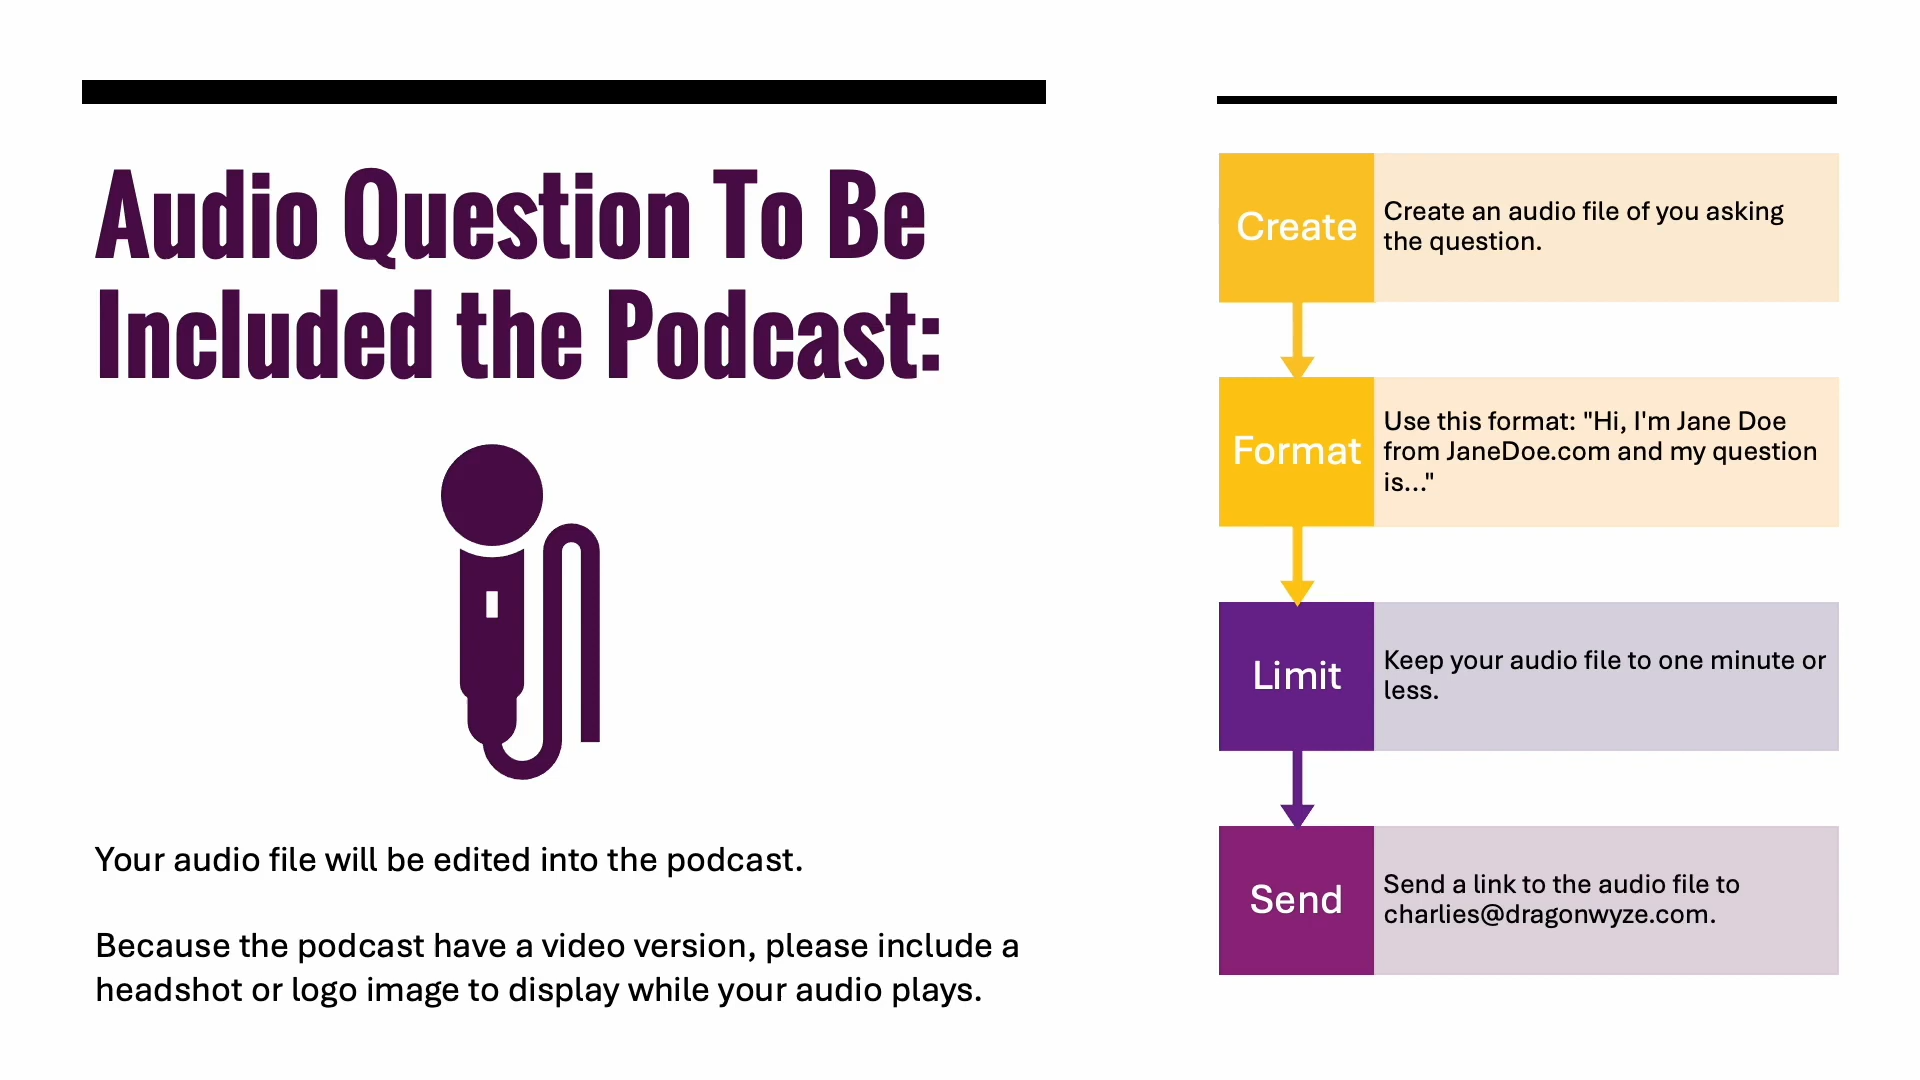 Audio Question To Be
Included the Podcast:
Your audio file will be edited into the podcast.
Because the podcast have a video version, please include a
headshot or logo image to display while your audio plays.
Create
Create an audio file of you asking
the question.
Format
Use this format: "Hi, I'm Jane Doe
from JaneDoe.com and my question
is..."
Limit
Keep your audio file to one minute or
less.
Send
Send a link to the audio file to
charlies@dragonwyze.com.